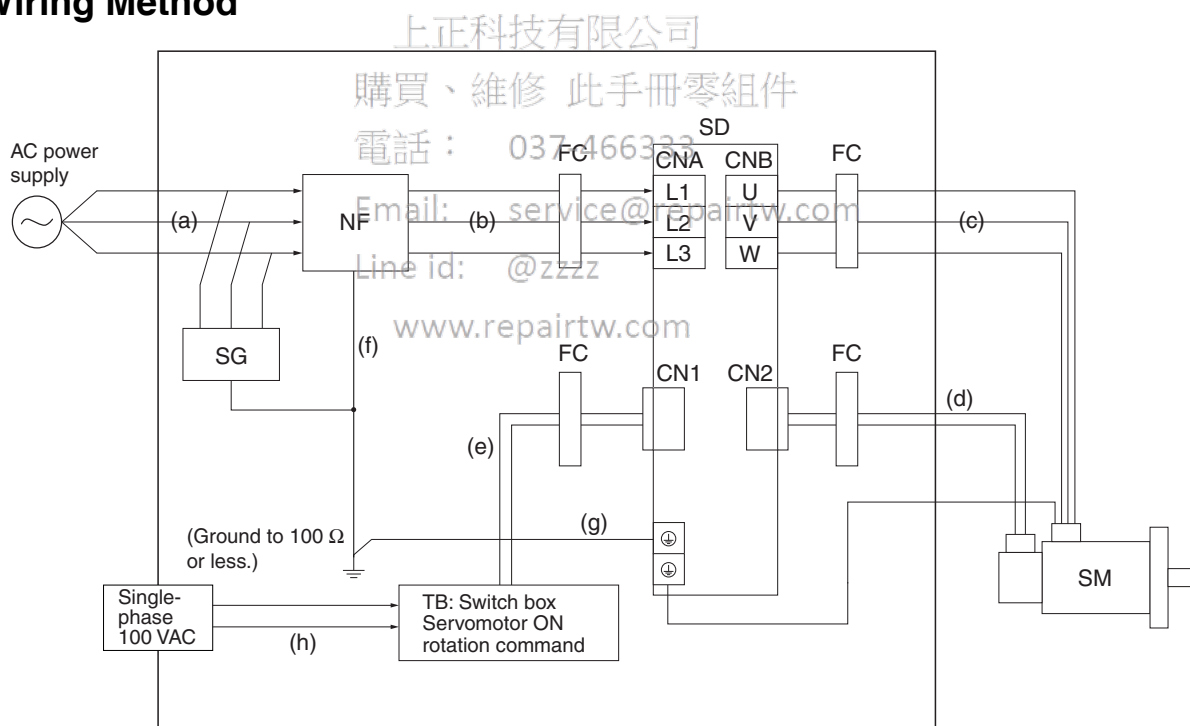 Wiring Method
上正科技有限公司
購買、維修 此手冊零組件
電話： 037-466333
Email: service@repairtw.com
Line id: @zzzz
www.repairtw.com
AC power
supply
(a)
NF
(b)
FC
SD
CNA
CNB
L1
L2
L3
U
V
W
FC
(c)
SG
(f)
FC
CN1
CN2
FC
(d)
(e)
(g)
(Ground to 100 Ω
or less.)
SM
Single-
phase
100 VAC
(h)
TB: Switch box
Servomotor ON
rotation command